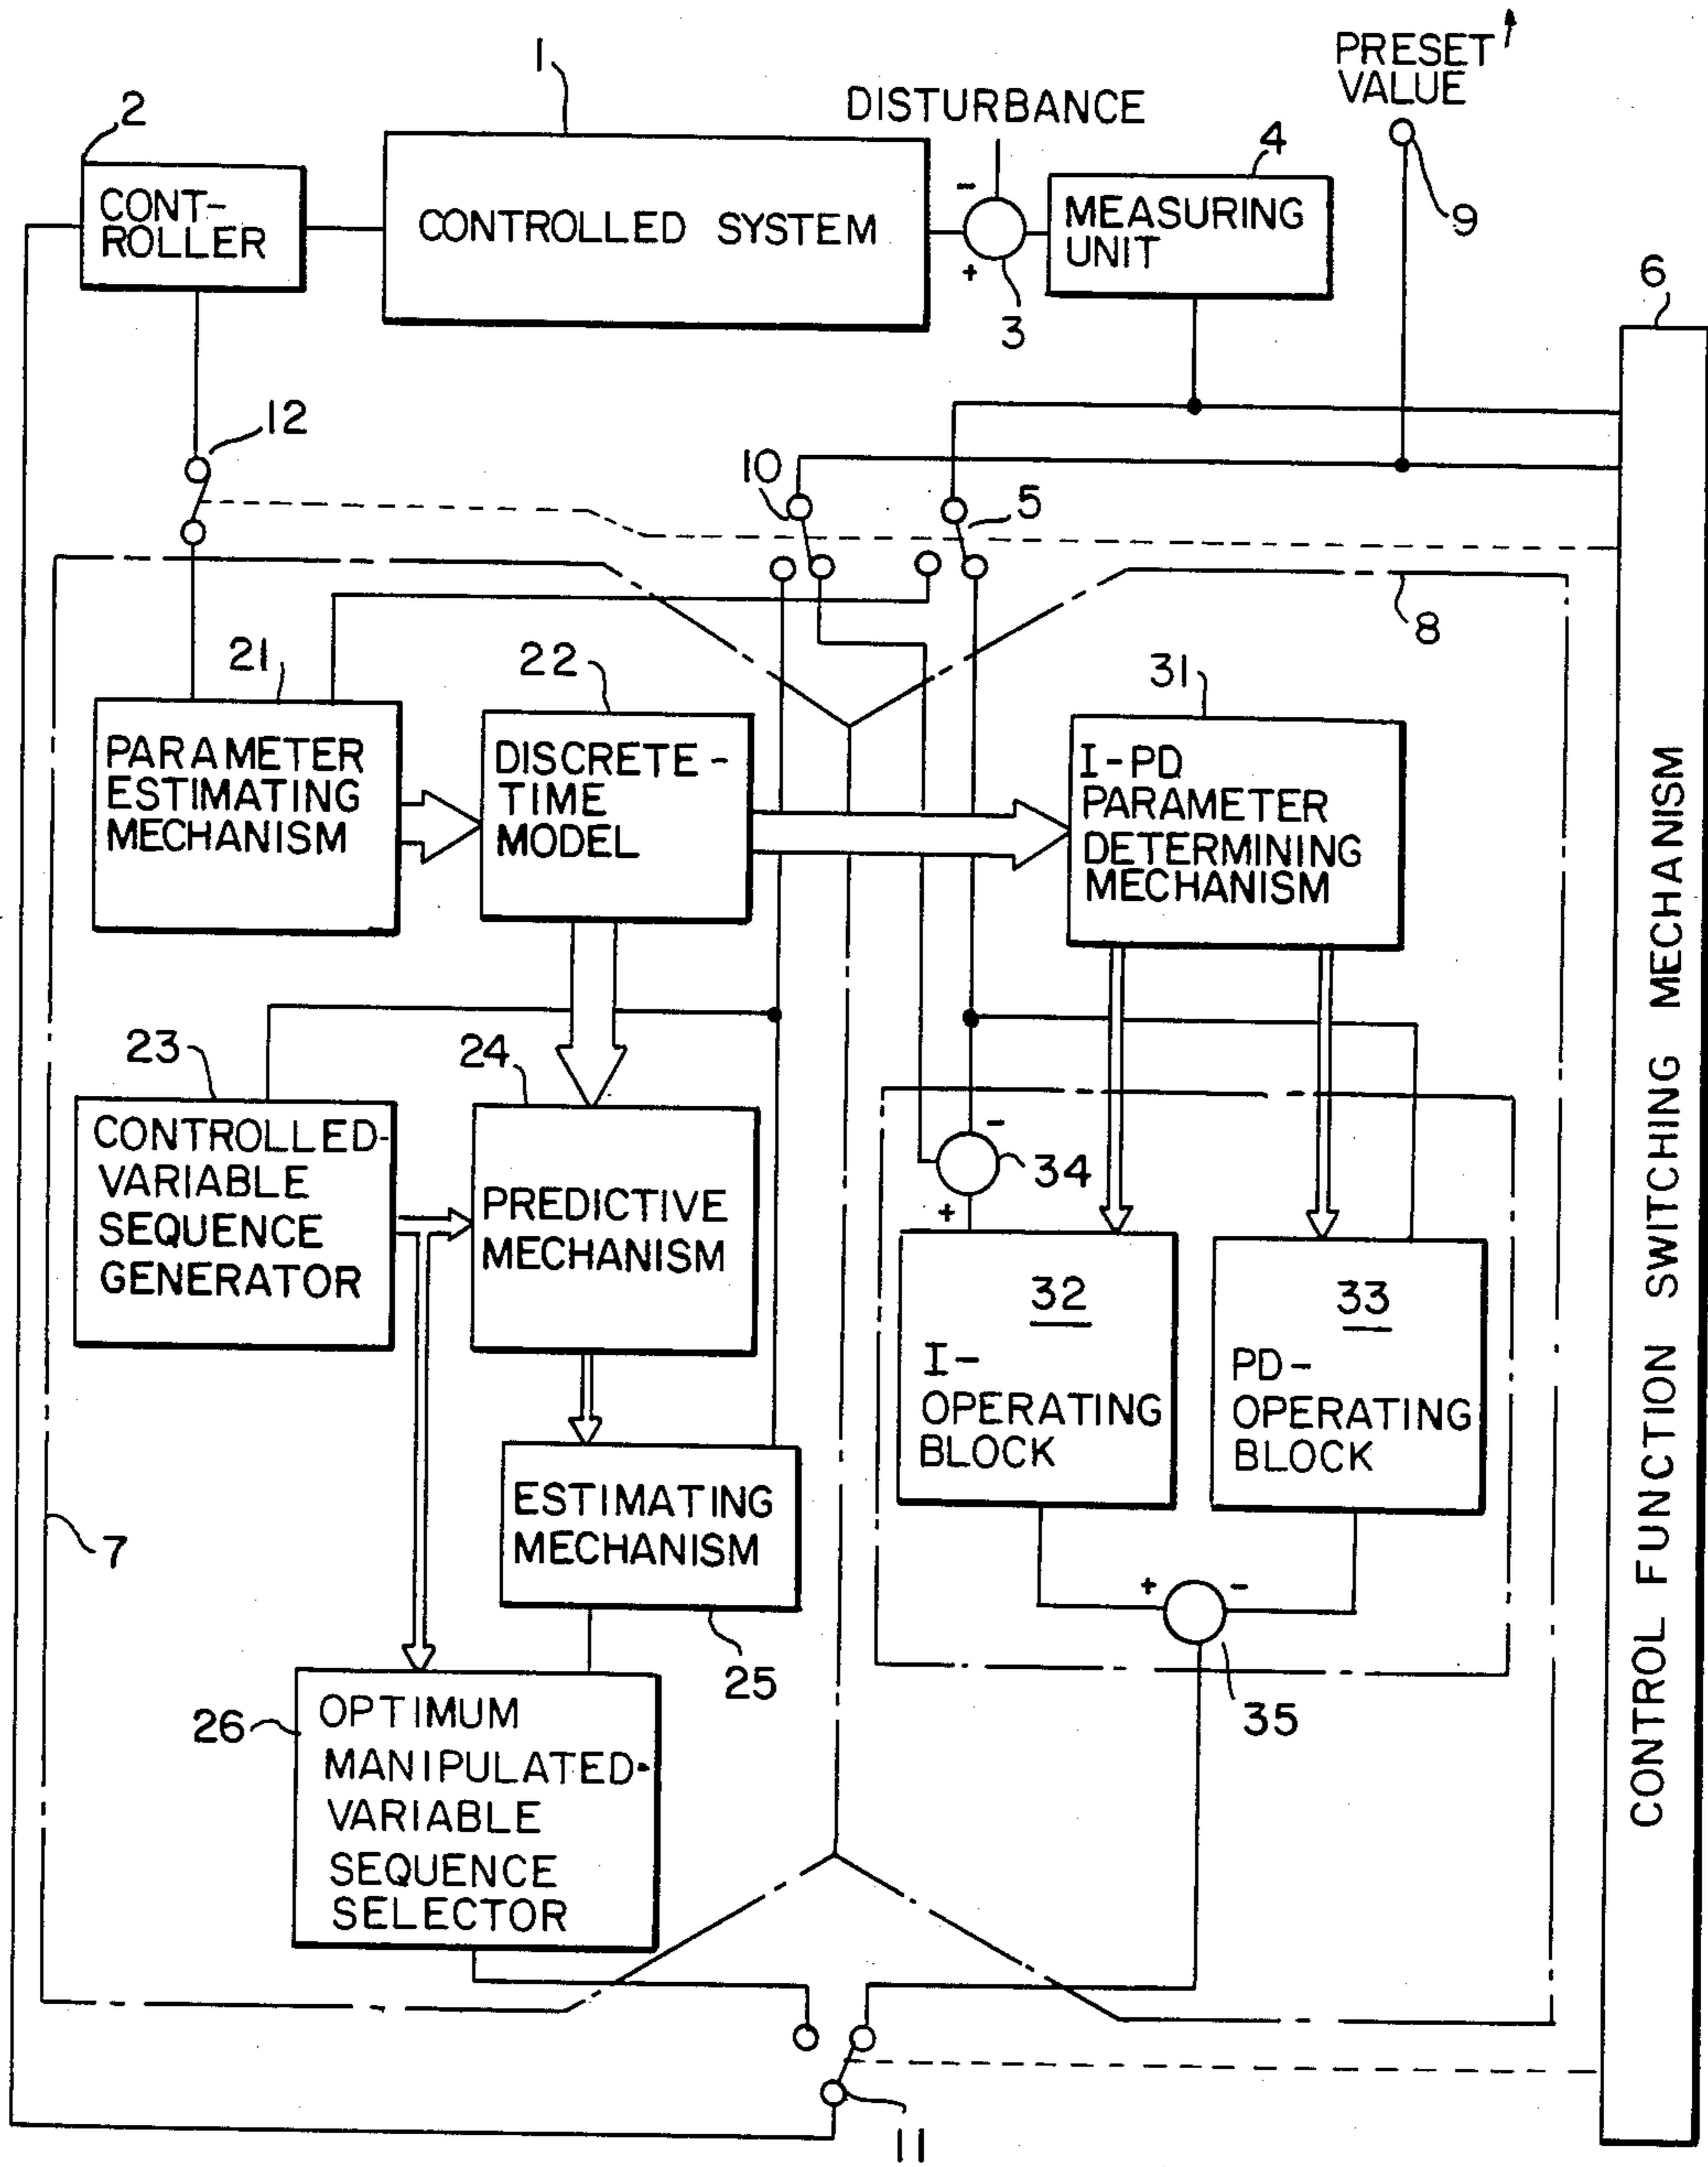 PRESET
VALUE
1
DISTURBANCE
2
4
CONT-
ROLLER
CONTROLLED SYSTEM
-
+
3
MEASURING
UNIT
9
6
12
10
5
8
21
22
31
PARAMETER
ESTIMATING
MECHANISM
DISCRETE-
TIME
MODEL
I-PD
PARAMETER
DETERMINING
MECHANISM
23
24
CONTROLLED-
VARIABLE
SEQUENCE
GENERATOR
PREDICTIVE
MECHANISM
-
34
+
32
I-
OPERATING
BLOCK
33
PD-
OPERATING
BLOCK
ESTIMATING
MECHANISM
7
25
+
-
35
26
OPTIMUM
MANIPULATED-
VARIABLE
SEQUENCE
SELECTOR
11
CONTROL FUNCTION SWITCHING MECHANISM